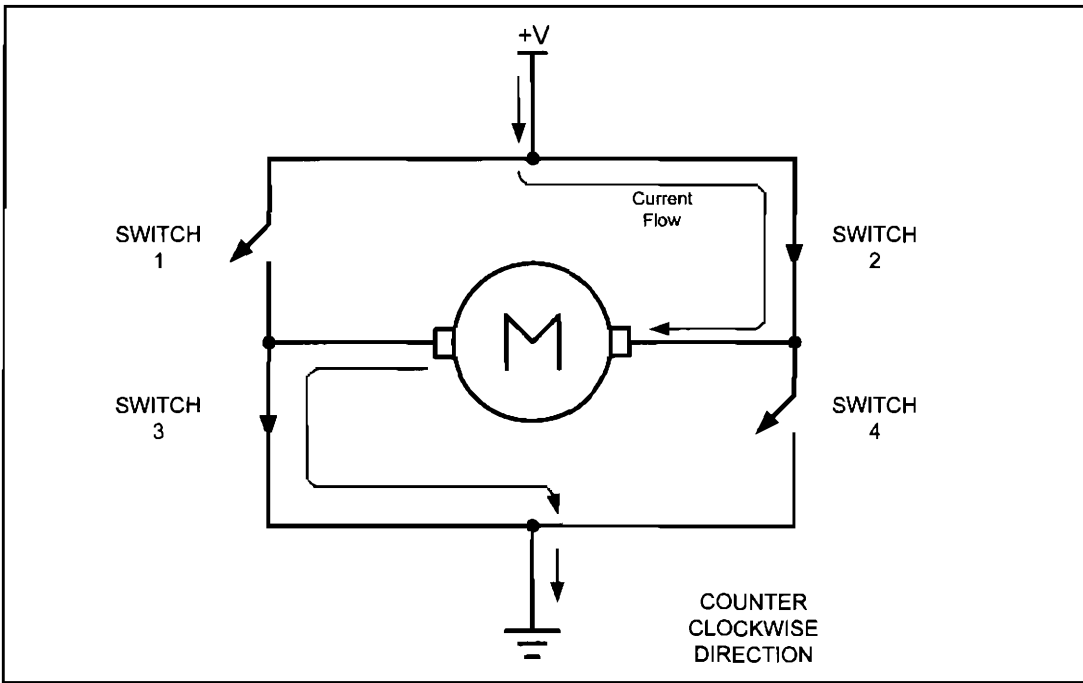 +V
Current
Flow
SWITCH
1
SWITCH
2
M
SWITCH
3
SWITCH
4
COUNTER
CLOCKWISE
DIRECTION